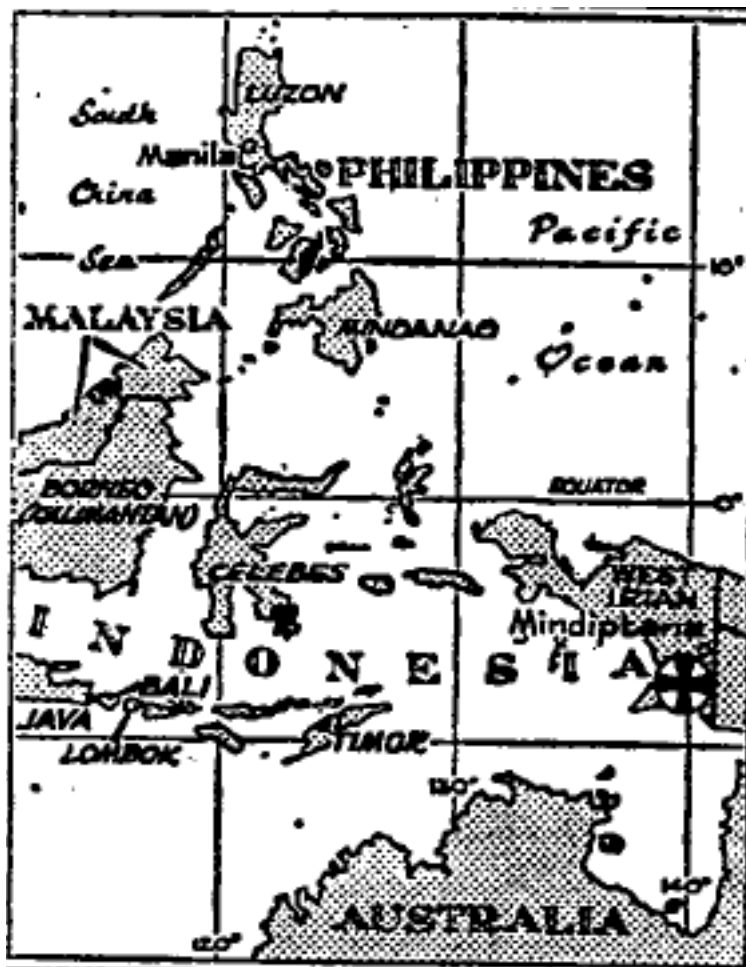 LUZON
South
Manila
PHILIPPINES
China
Pacific
Sea
10°
MALAYSIA
MINDANAO
Ocean
BORNEO
EQUATOR
0°
(KALIMANTAN)
CELEBES
WEST
IRIAN
Mindiptana
INDONESIA
BALI
JAVA
LOMBOK
TIMOR
130°
140°
AUSTRALIA
120°